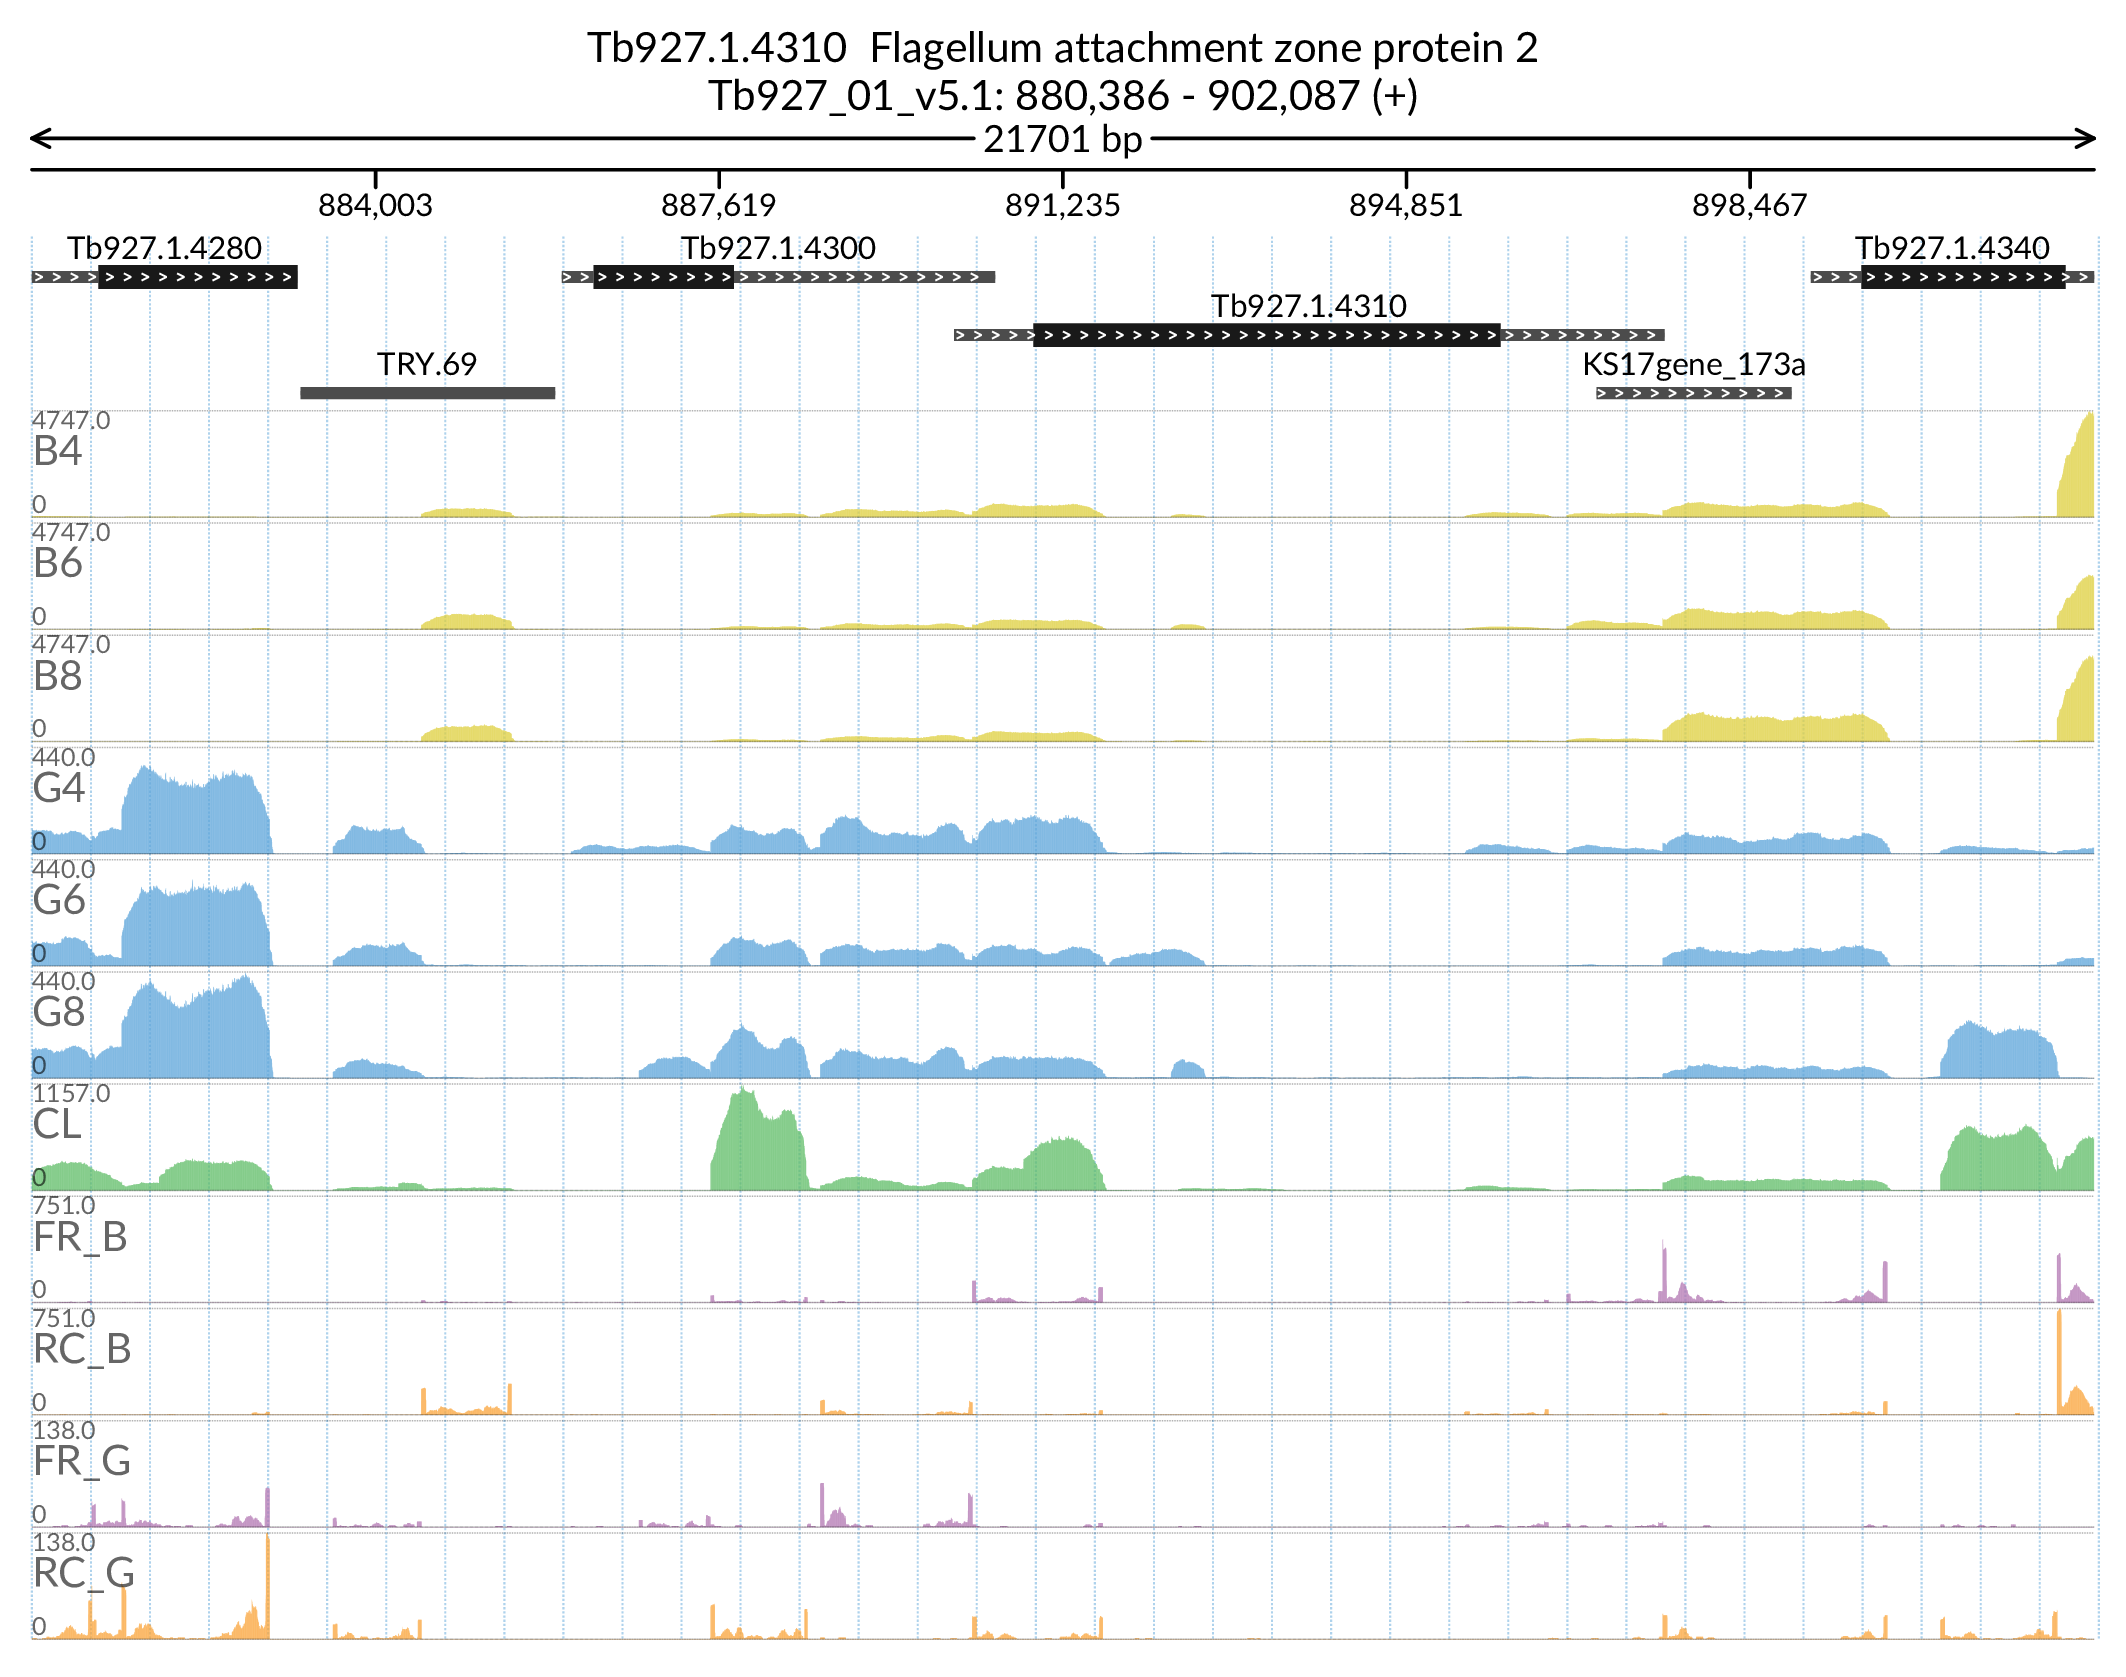 Tb927.1.4310  Flagellum attachment zone protein 2
Tb927_01_v5.1: 880,386 - 902,087 (+)
21701 bp
884,003 887,619 891,235 894,851 898,467
Tb927.1.4280 Tb927.1.4300 Tb927.1.4340
Tb927.1.4310
TRY.69 KS17gene_173a
4747.0
B4
0
4747.0
B6
0
4747.0
B8
0
440.0
G4
0
440.0
G6
0
440.0
G8
0
1157.0
CL
0
751.0
FR_B
0
751.0
RC_B
0
138.0
FR_G
0
138.0
RC_G
0